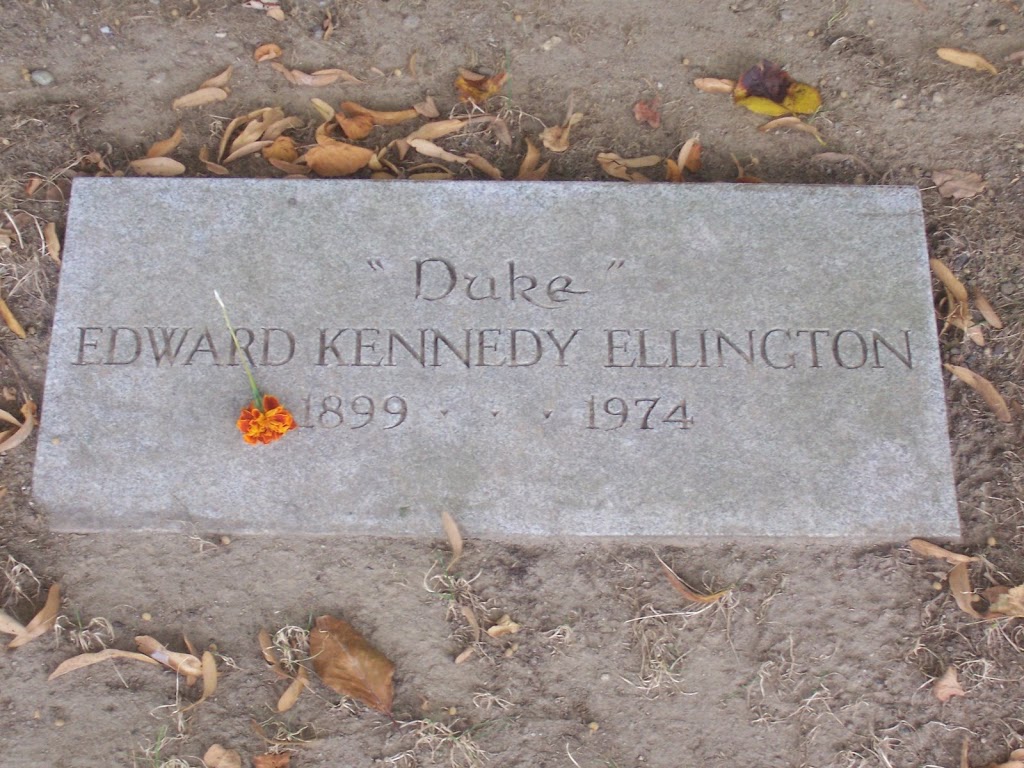 "Duke"
EDWARD KENNEDY ELLINGTON
1899 · · · 1974